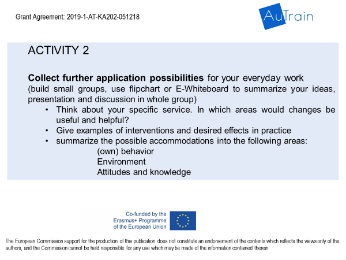 Grant Agreement: 2019-1-AT-KA202-051218
AuTrain
ACTIVITY 2
Collect further application possibilities for your everyday work
(build small groups, use flipchart or E-Whiteboard to summarize your ideas,
presentation and discussion in whole group)
• Think about your specific service. In which areas would changes be
useful and helpful?
• Give examples of interventions and desired effects in practice
• summarize the possible accommodations into the following areas:
(own) behavior
Environment
Attitudes and knowledge
Co-funded by the
Erasmus+ Programme
of the European Union
The European Commission support for the production of this publication does not constitute an endorsement of the contents which reflects the views only of the
authors, and the Commission cannot be held responsible for any use which may be made of the information contained therein